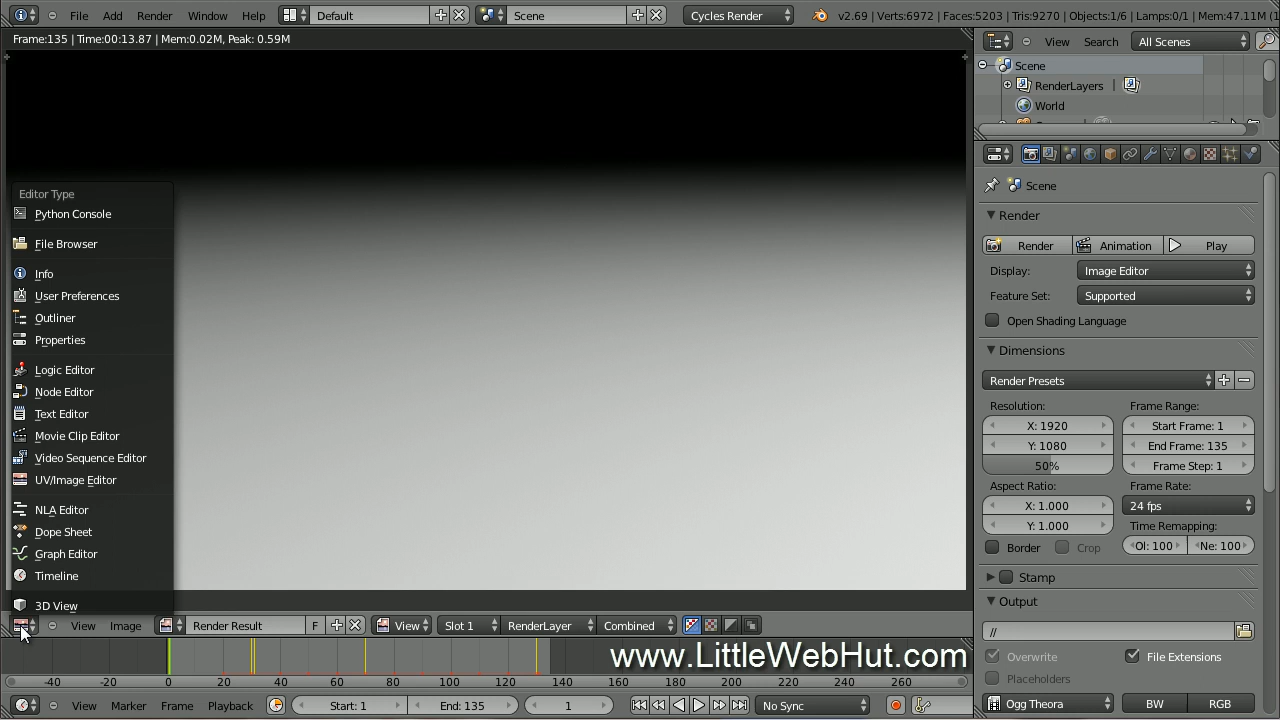 File Add Render Window Help Default Scene Cycles Render v2.69 | Verts:6972 | Faces:5203 | Tris:9270 | Objects:1/6 | Lamps:0/1 | Mem:47.11M (1
Frame:135 | Time:00:13.87 | Mem:0.02M, Peak: 0.59M
View Search All Scenes
Scene
RenderLayers |
World
Scene
Render
Render Animation Play
Display: Image Editor
Feature Set: Supported
Open Shading Language
Dimensions
Render Presets
Resolution: Frame Range:
X: 1920 Start Frame: 1
Y: 1080 End Frame: 135
50% Frame Step: 1
Aspect Ratio: Frame Rate:
X: 1.000 24 fps
Y: 1.000 Time Remapping:
Border Crop Ol: 100 Ne: 100
Stamp
Output
//
Overwrite File Extensions
Placeholders
Ogg Theora BW RGB
Editor Type
Python Console
File Browser
Info
User Preferences
Outliner
Properties
Logic Editor
Node Editor
Text Editor
Movie Clip Editor
Video Sequence Editor
UV/Image Editor
NLA Editor
Dope Sheet
Graph Editor
Timeline
3D View
View Image Render Result F View Slot 1 RenderLayer Combined
www.LittleWebHut.com
-40 -20 0 20 40 60 80 100 120 140 160 180 200 220 240 260
View Marker Frame Playback Start: 1 End: 135 1 No Sync